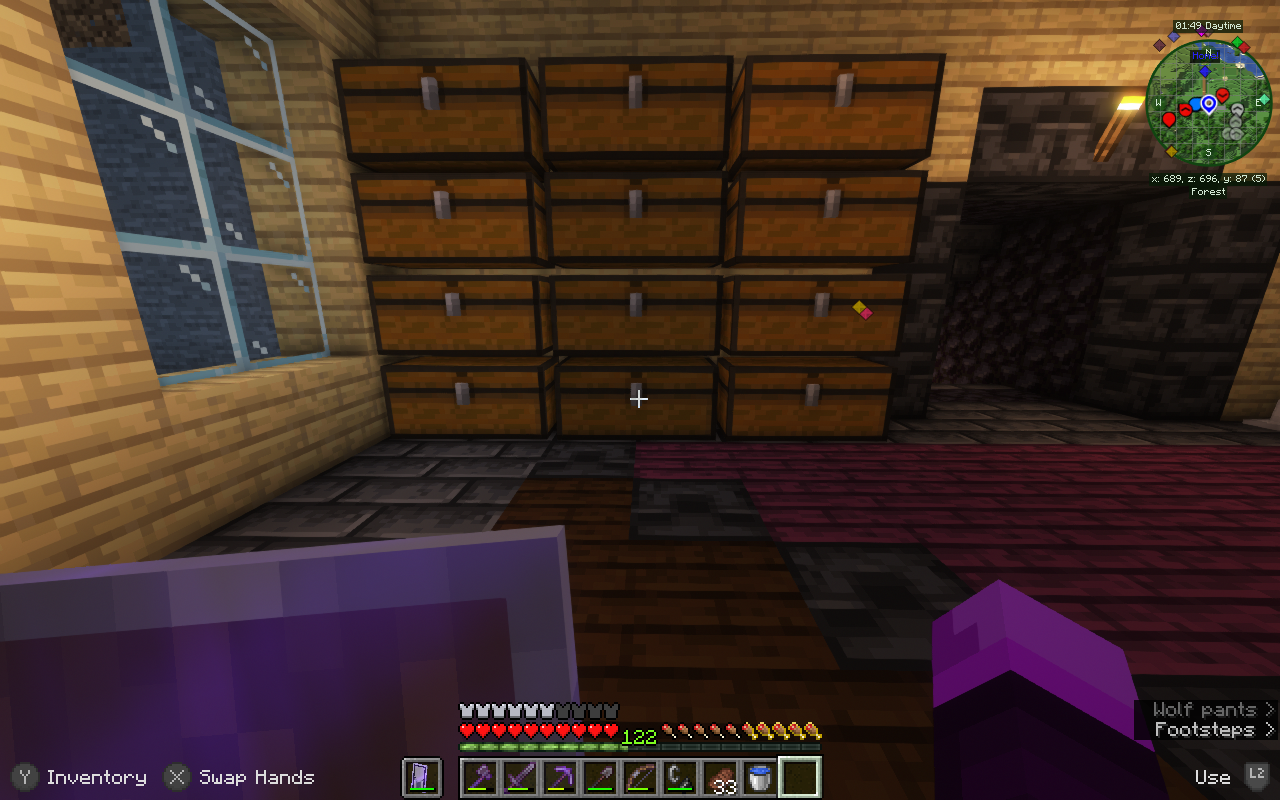 01:49 Daytime
N
W
E
S
x: 689, z: 696, y: 87 (5)
Forest
Wolf pants >
Footsteps >
122
33
Y Inventory X Swap Hands
Use L2